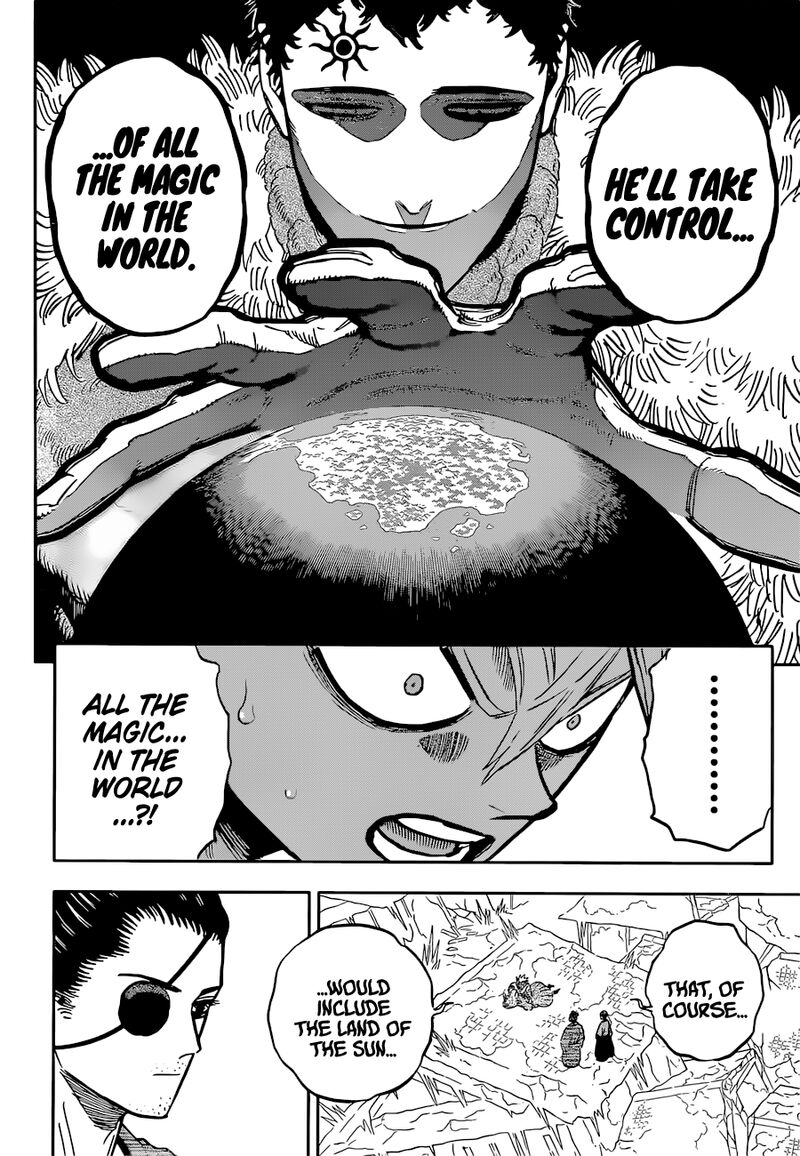 HE'LL TAKE
CONTROL...
...OF ALL
THE MAGIC
IN THE
WORLD.
.........
ALL THE
MAGIC...
IN THE
WORLD
...?!
THAT, OF
COURSE...
...WOULD
INCLUDE
THE LAND OF
THE SUN...